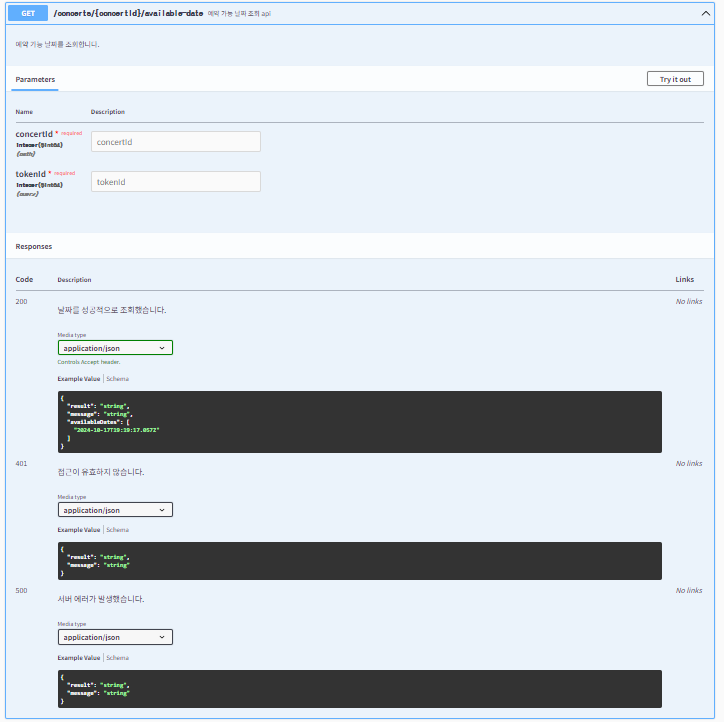 GET /concerts/{concertId}/available-date 예약 가능 날짜 조회 api
예약 가능 날짜를 조회합니다.
Parameters
Try it out
Name Description
concertId * required
integer($int64)
(path)
concertId
tokenId * required
integer($int64)
(query)
tokenId
Responses
Code Description Links
200
날짜를 성공적으로 조회했습니다.
No links
Media type
application/json
Controls Accept header.
Example Value | Schema
{
"result": "string",
"message": "string",
"availableDates": [
"2024-10-17T19:19:17.057Z"
]
}
401
접근이 유효하지 않습니다.
No links
Media type
application/json
Example Value | Schema
{
"result": "string",
"message": "string"
}
500
서버 에러가 발생했습니다.
No links
Media type
application/json
Example Value | Schema
{
"result": "string",
"message": "string"
}